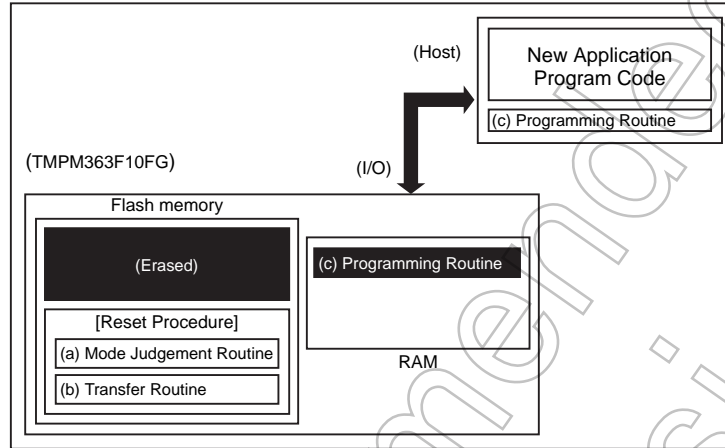 (Host)
New Application
Program Code
(c) Programming Routine
(TMPM363F10FG)
(I/O)
Flash memory
(Erased)
(c) Programming Routine
[Reset Procedure]
(a) Mode Judgement Routine
(b) Transfer Routine
RAM